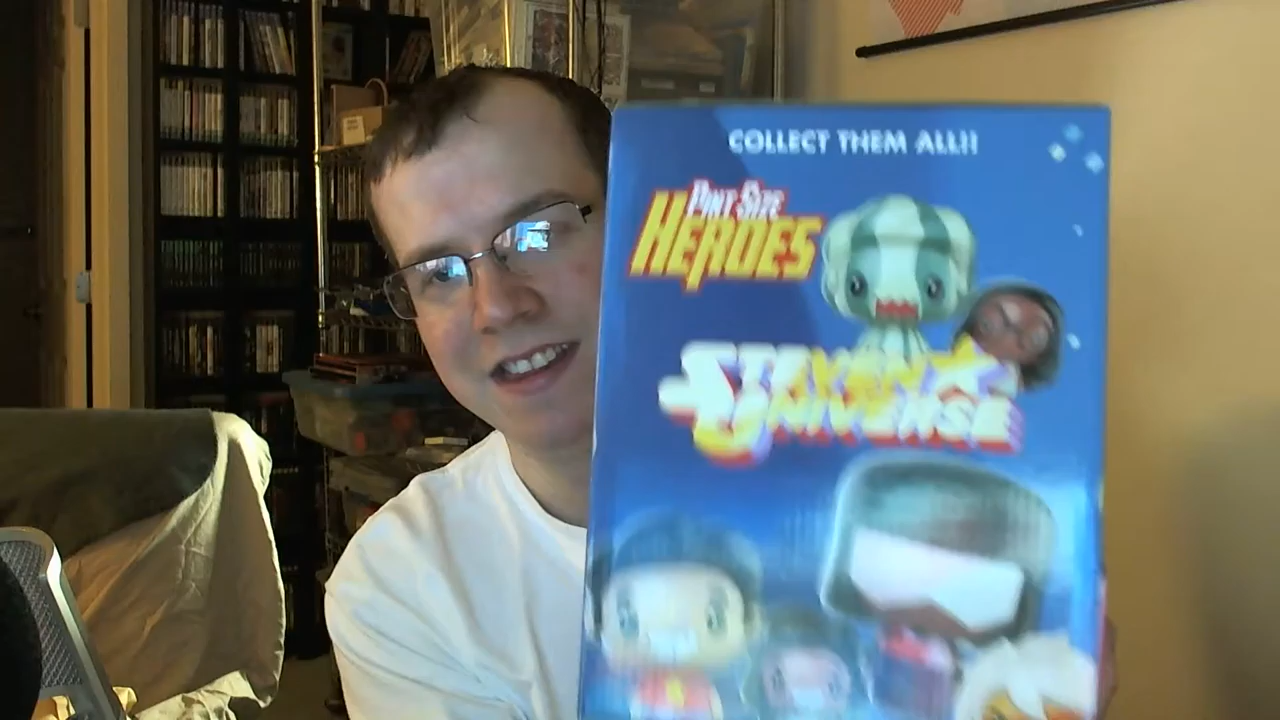 COLLECT THEM ALL!!
PINT SIZE
HEROES
STEVEN
UNIVERSE